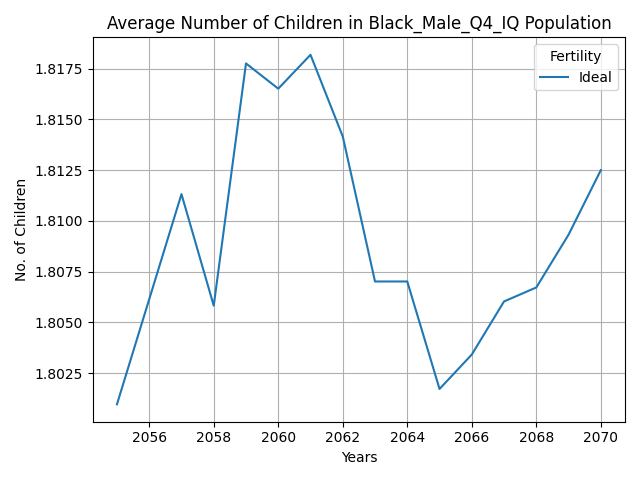 Average Number of Children in Black_Male_Q4_IQ Population
Fertility
Ideal
1.8175
1.8150
1.8125
1.8100
1.8075
1.8050
1.8025
No. of Children
2056 2058 2060 2062 2064 2066 2068 2070
Years